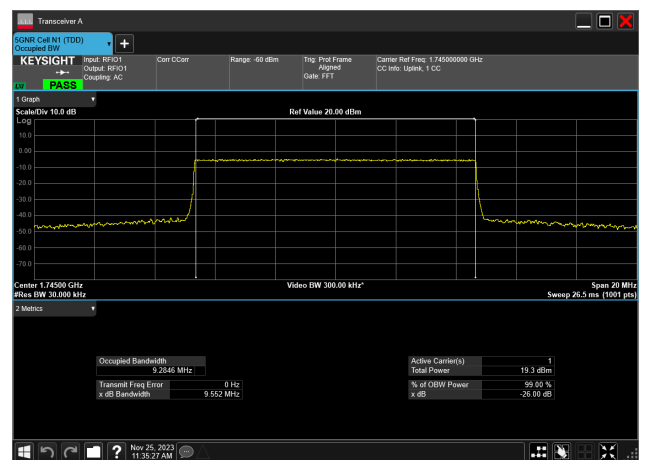 Transceiver A
5GNR Cell N1 (TDD)
Occupied BW
KEYSIGHT
LV
PASS
Input: RFIO1
Output: RFIO1
Coupling: AC
Corr CCorr
Range: -60 dBm
Trig: Prot Frame
Aligned
Gate: FFT
Carrier Ref Freq: 1.745000000 GHz
CC Info: Uplink, 1 CC
1 Graph
Scale/Div 10.0 dB
Ref Value 20.00 dBm
Log
10.0
0.00
-10.0
-20.0
-30.0
-40.0
-50.0
-60.0
-70.0
Center 1.74500 GHz
Video BW 300.00 kHz^
Span 20 MHz
#Res BW 30.000 kHz
Sweep 26.5 ms (1001 pts)
2 Metrics
Occupied Bandwidth
9.2846 MHz
Transmit Freq Error 0 Hz
x dB Bandwidth 9.552 MHz
Active Carrier(s) 1
Total Power 19.3 dBm
% of OBW Power 99.00 %
x dB -26.00 dB
Nov 25, 2023
11:35:27 AM